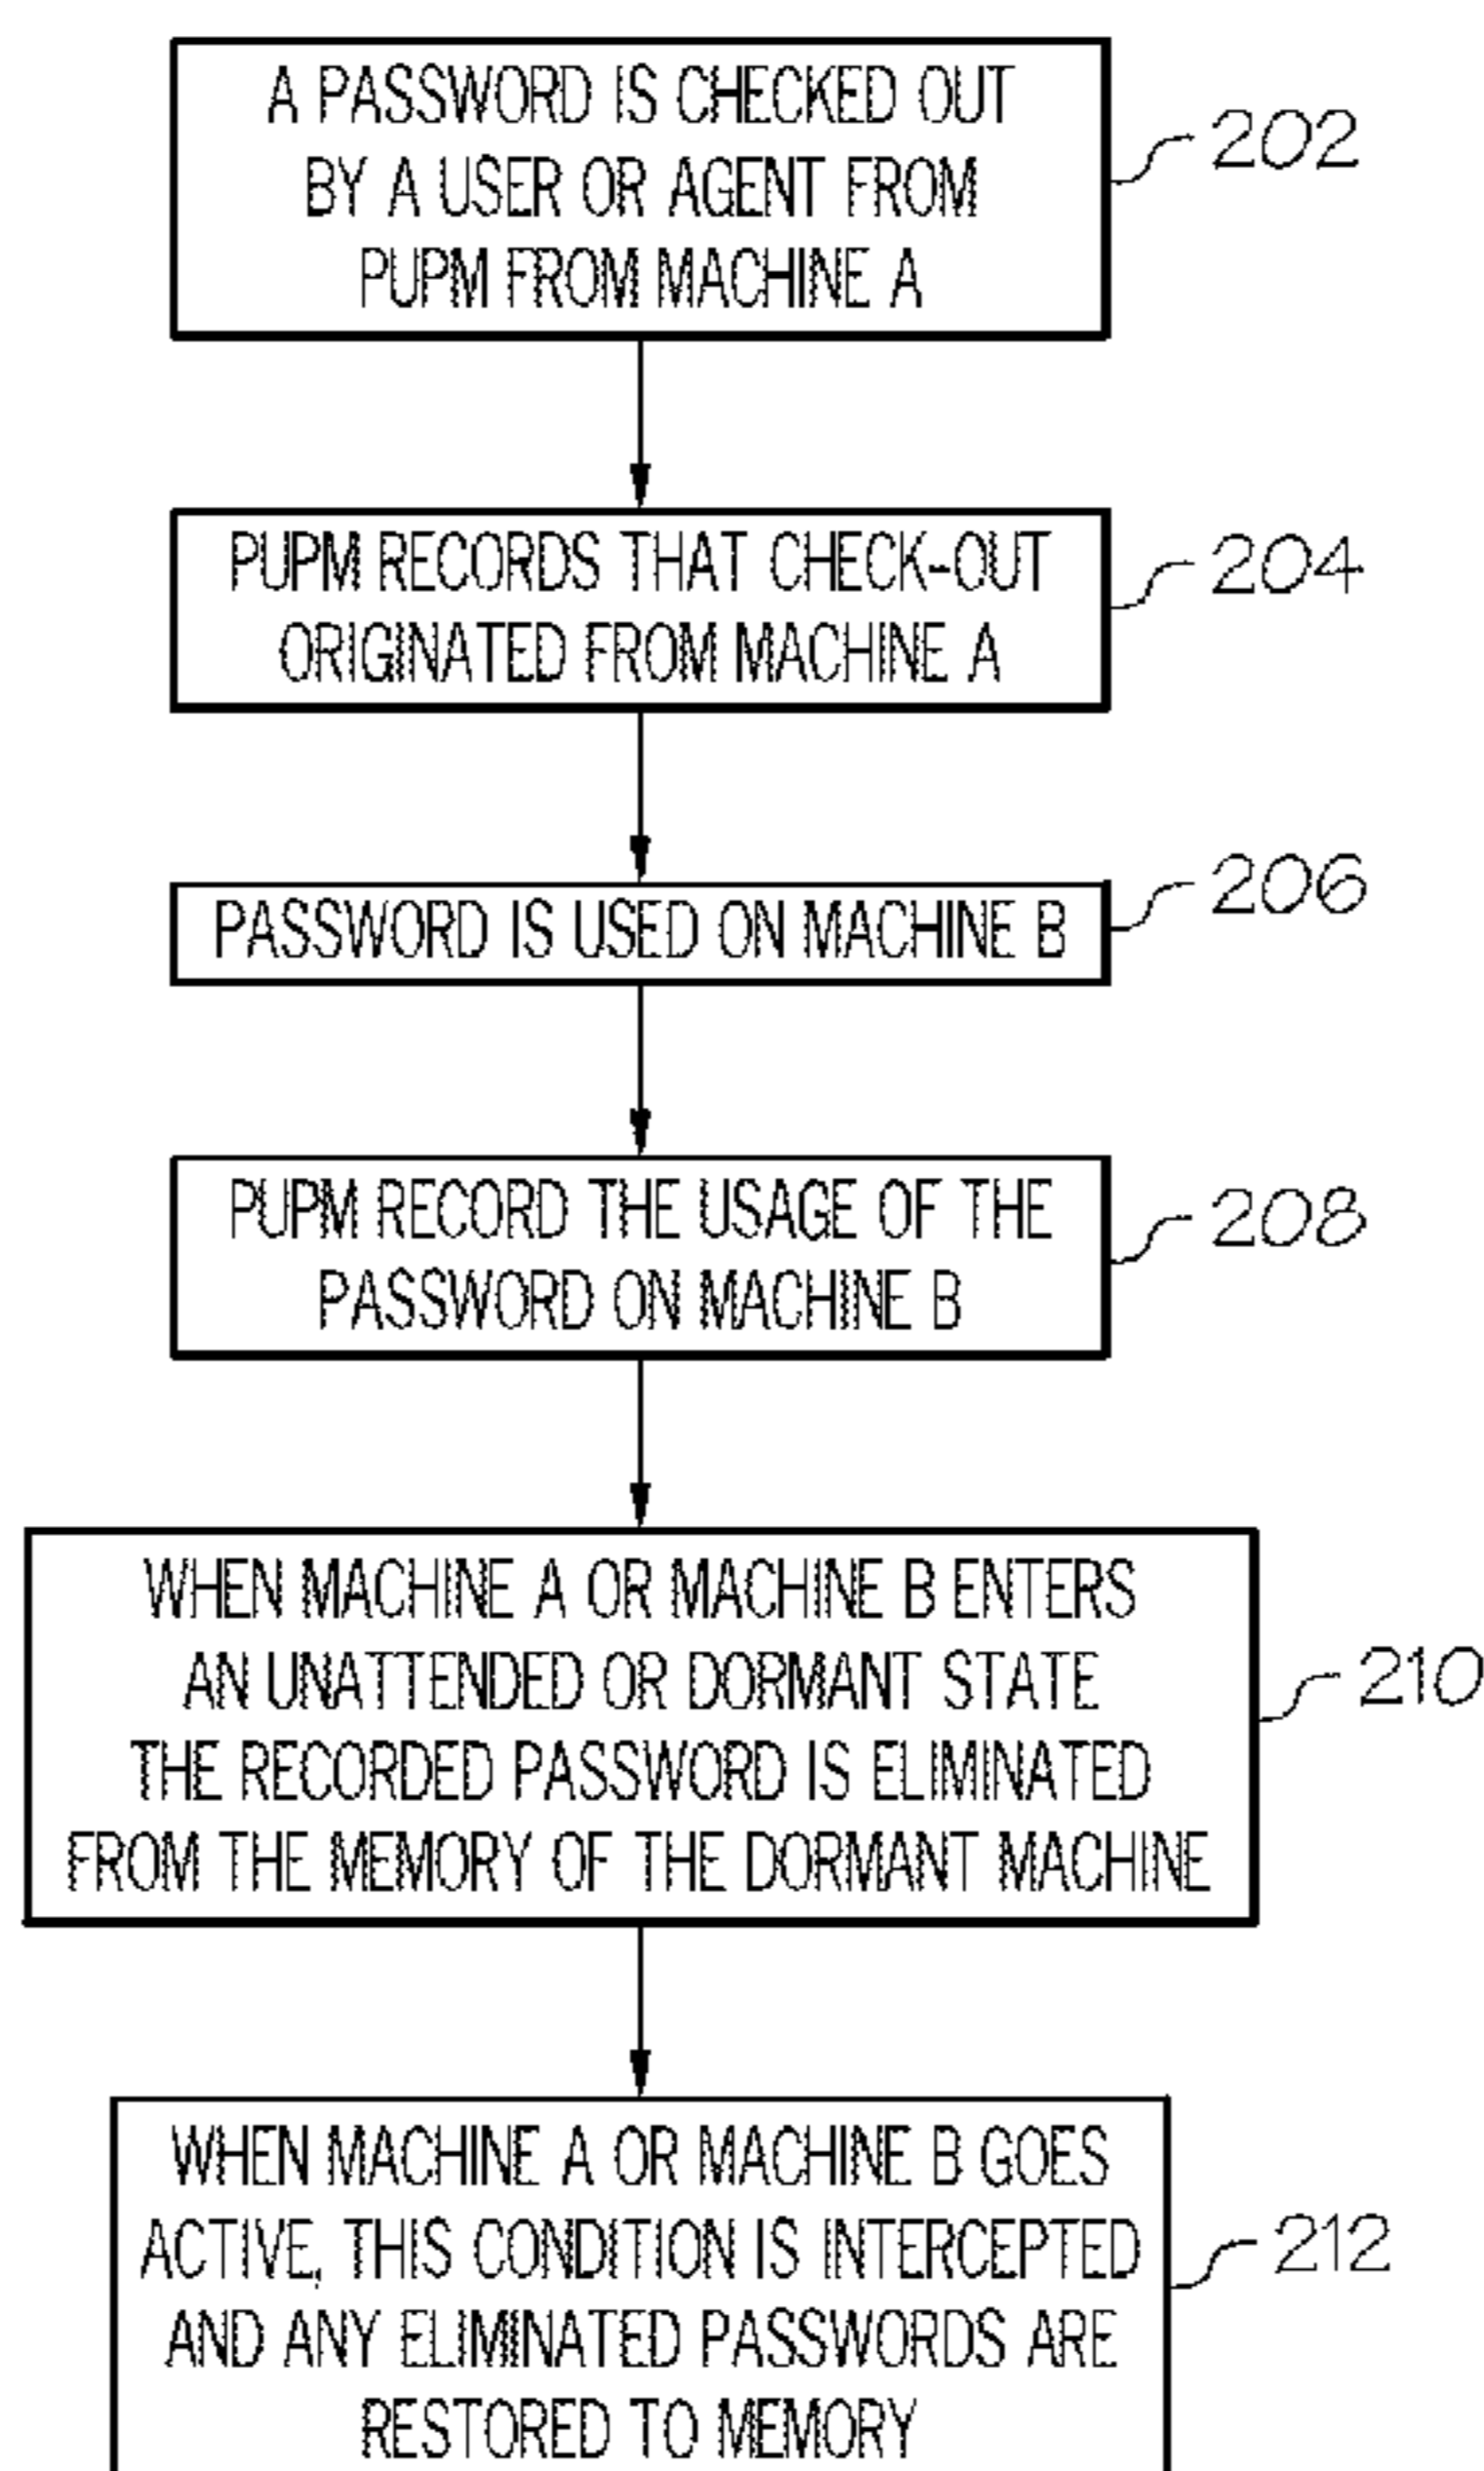 A PASSWORD IS CHECKED OUT
BY A USER OR AGENT FROM
PUPM FROM MACHINE A
202
PUPM RECORDS THAT CHECK-OUT
ORIGINATED FROM MACHINE A
204
PASSWORD IS USED ON MACHINE B
206
PUPM RECORD THE USAGE OF THE
PASSWORD ON MACHINE B
208
WHEN MACHINE A OR MACHINE B ENTERS
AN UNATTENDED OR DORMANT STATE
THE RECORDED PASSWORD IS ELIMINATED
FROM THE MEMORY OF THE DORMANT MACHINE
210
WHEN MACHINE A OR MACHINE B GOES
ACTIVE, THIS CONDITION IS INTERCEPTED
AND ANY ELIMINATED PASSWORDS ARE
RESTORED TO MEMORY
212